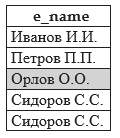 e_name
Иванов И.И.
Петров П.П.
Орлов О.О.
Сидоров С.С.
Сидоров С.С.